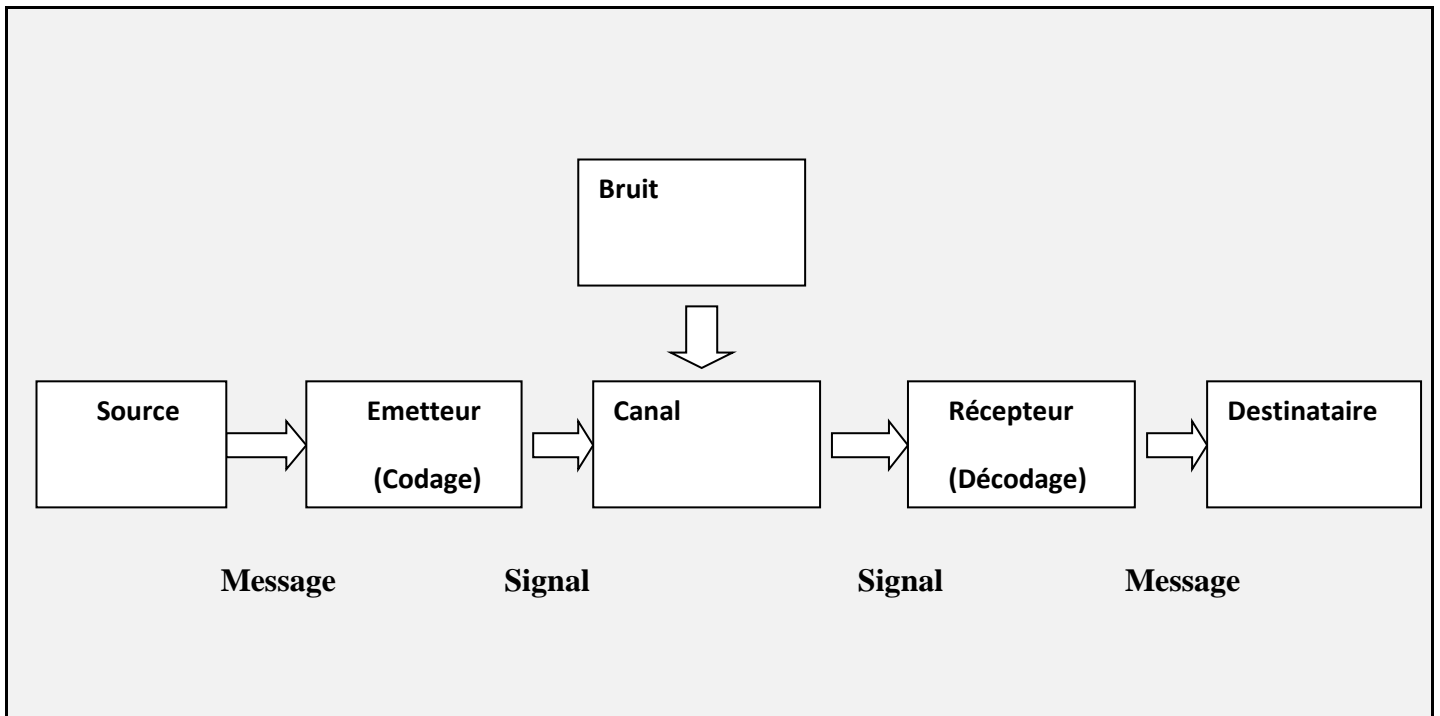 Bruit
Source
Emetteur
(Codage)
Canal
Récepteur
(Décodage)
Destinataire
Message
Signal
Signal
Message